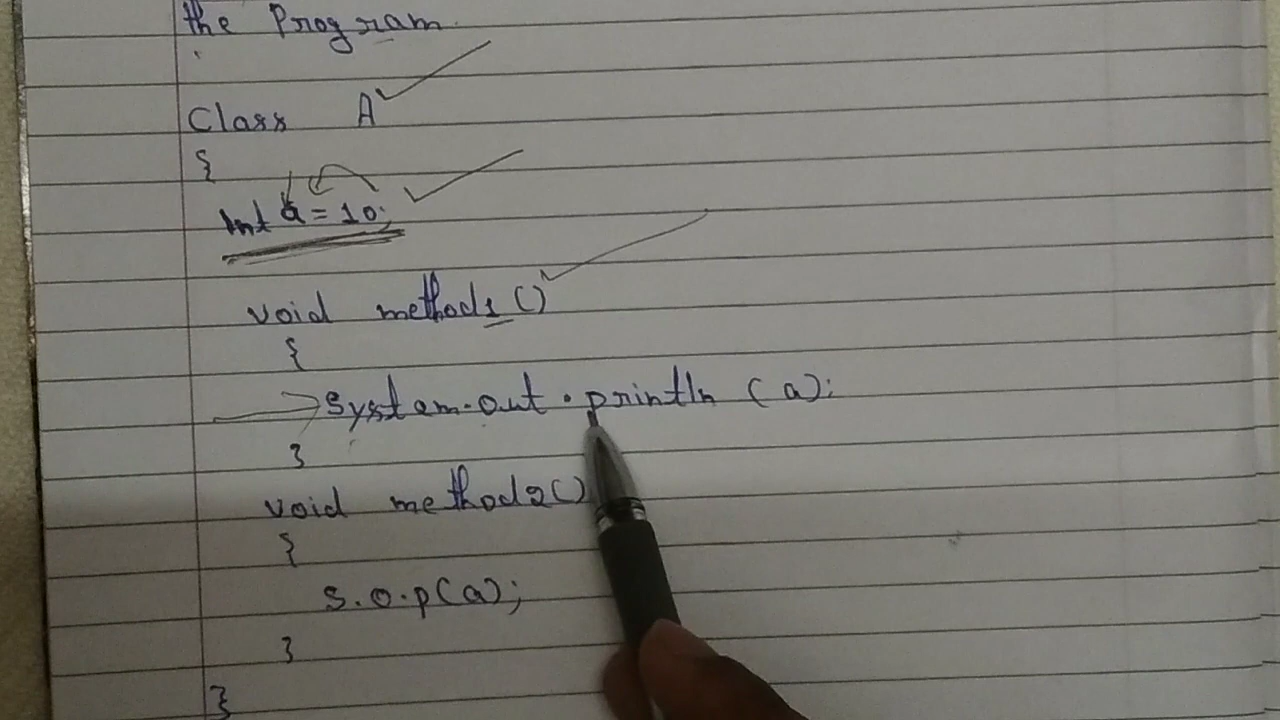 the Program
Class A
{
int a = 10;
void method1 ()
{
System.out.println (a);
}
void method2()
{
s.o.p(a);
}
}